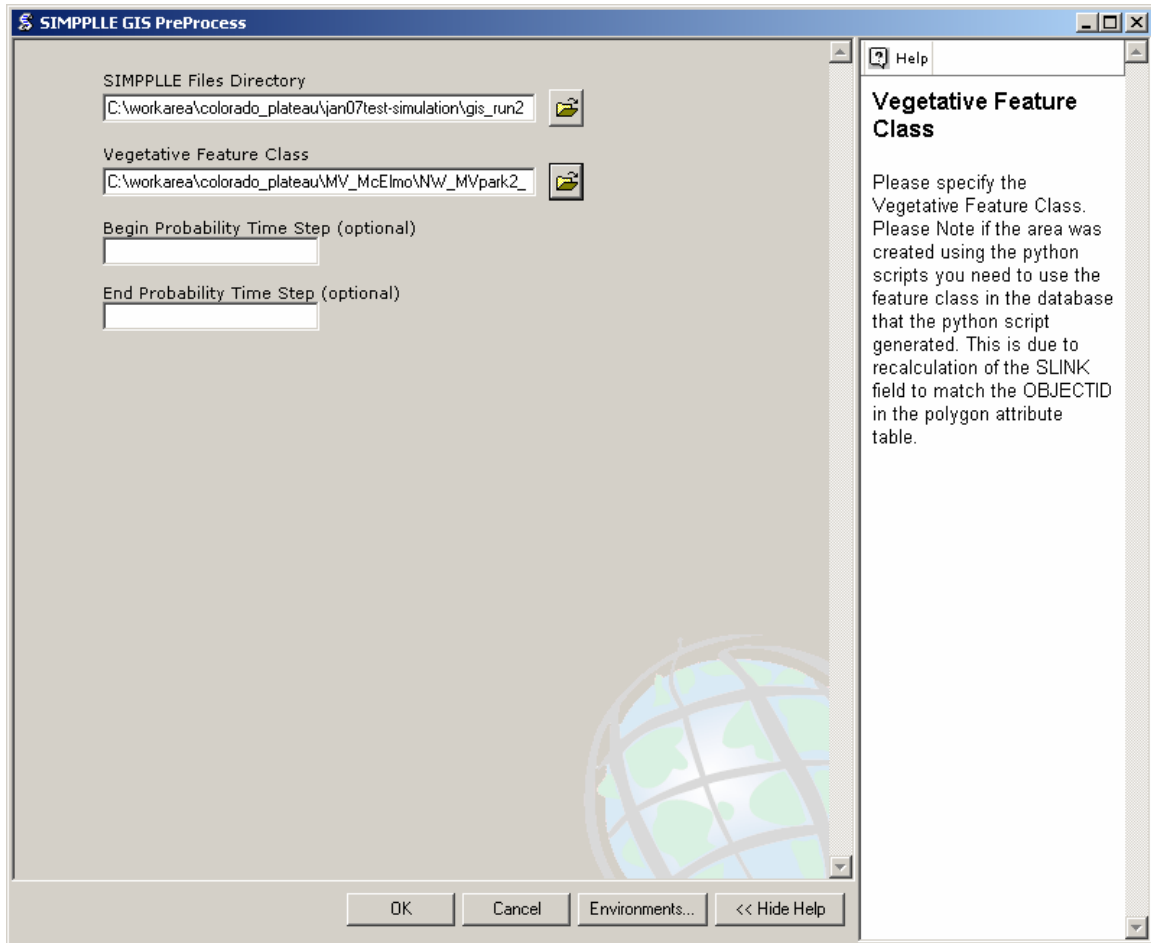 SIMPPLLE GIS PreProcess
SIMPPLLE Files Directory
C:\workarea\colorado_plateau\jan07test-simulation\gis_run2
Vegetative Feature Class
C:\workarea\colorado_plateau\MV_McElmo\NW_MVpark2_
Begin Probability Time Step (optional)
End Probability Time Step (optional)
OK
Cancel
Environments...
<< Hide Help
Help
Vegetative Feature
Class
Please specify the
Vegetative Feature Class.
Please Note if the area was
created using the python
scripts you need to use the
feature class in the database
that the python script
generated. This is due to
recalculation of the SLINK
field to match the OBJECTID
in the polygon attribute
table.